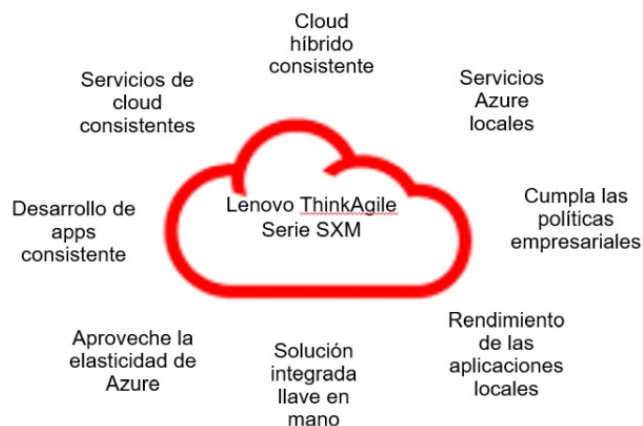 Cloud
híbrido
consistente
Servicios de
cloud
consistentes
Servicios
Azure
locales
Lenovo ThinkAgile
Serie SXM
Desarrollo de
apps
consistente
Cumpla las
políticas
empresariales
Aproveche la
elasticidad de
Azure
Solución
integrada
llave en
mano
Rendimiento
de las
aplicaciones
locales